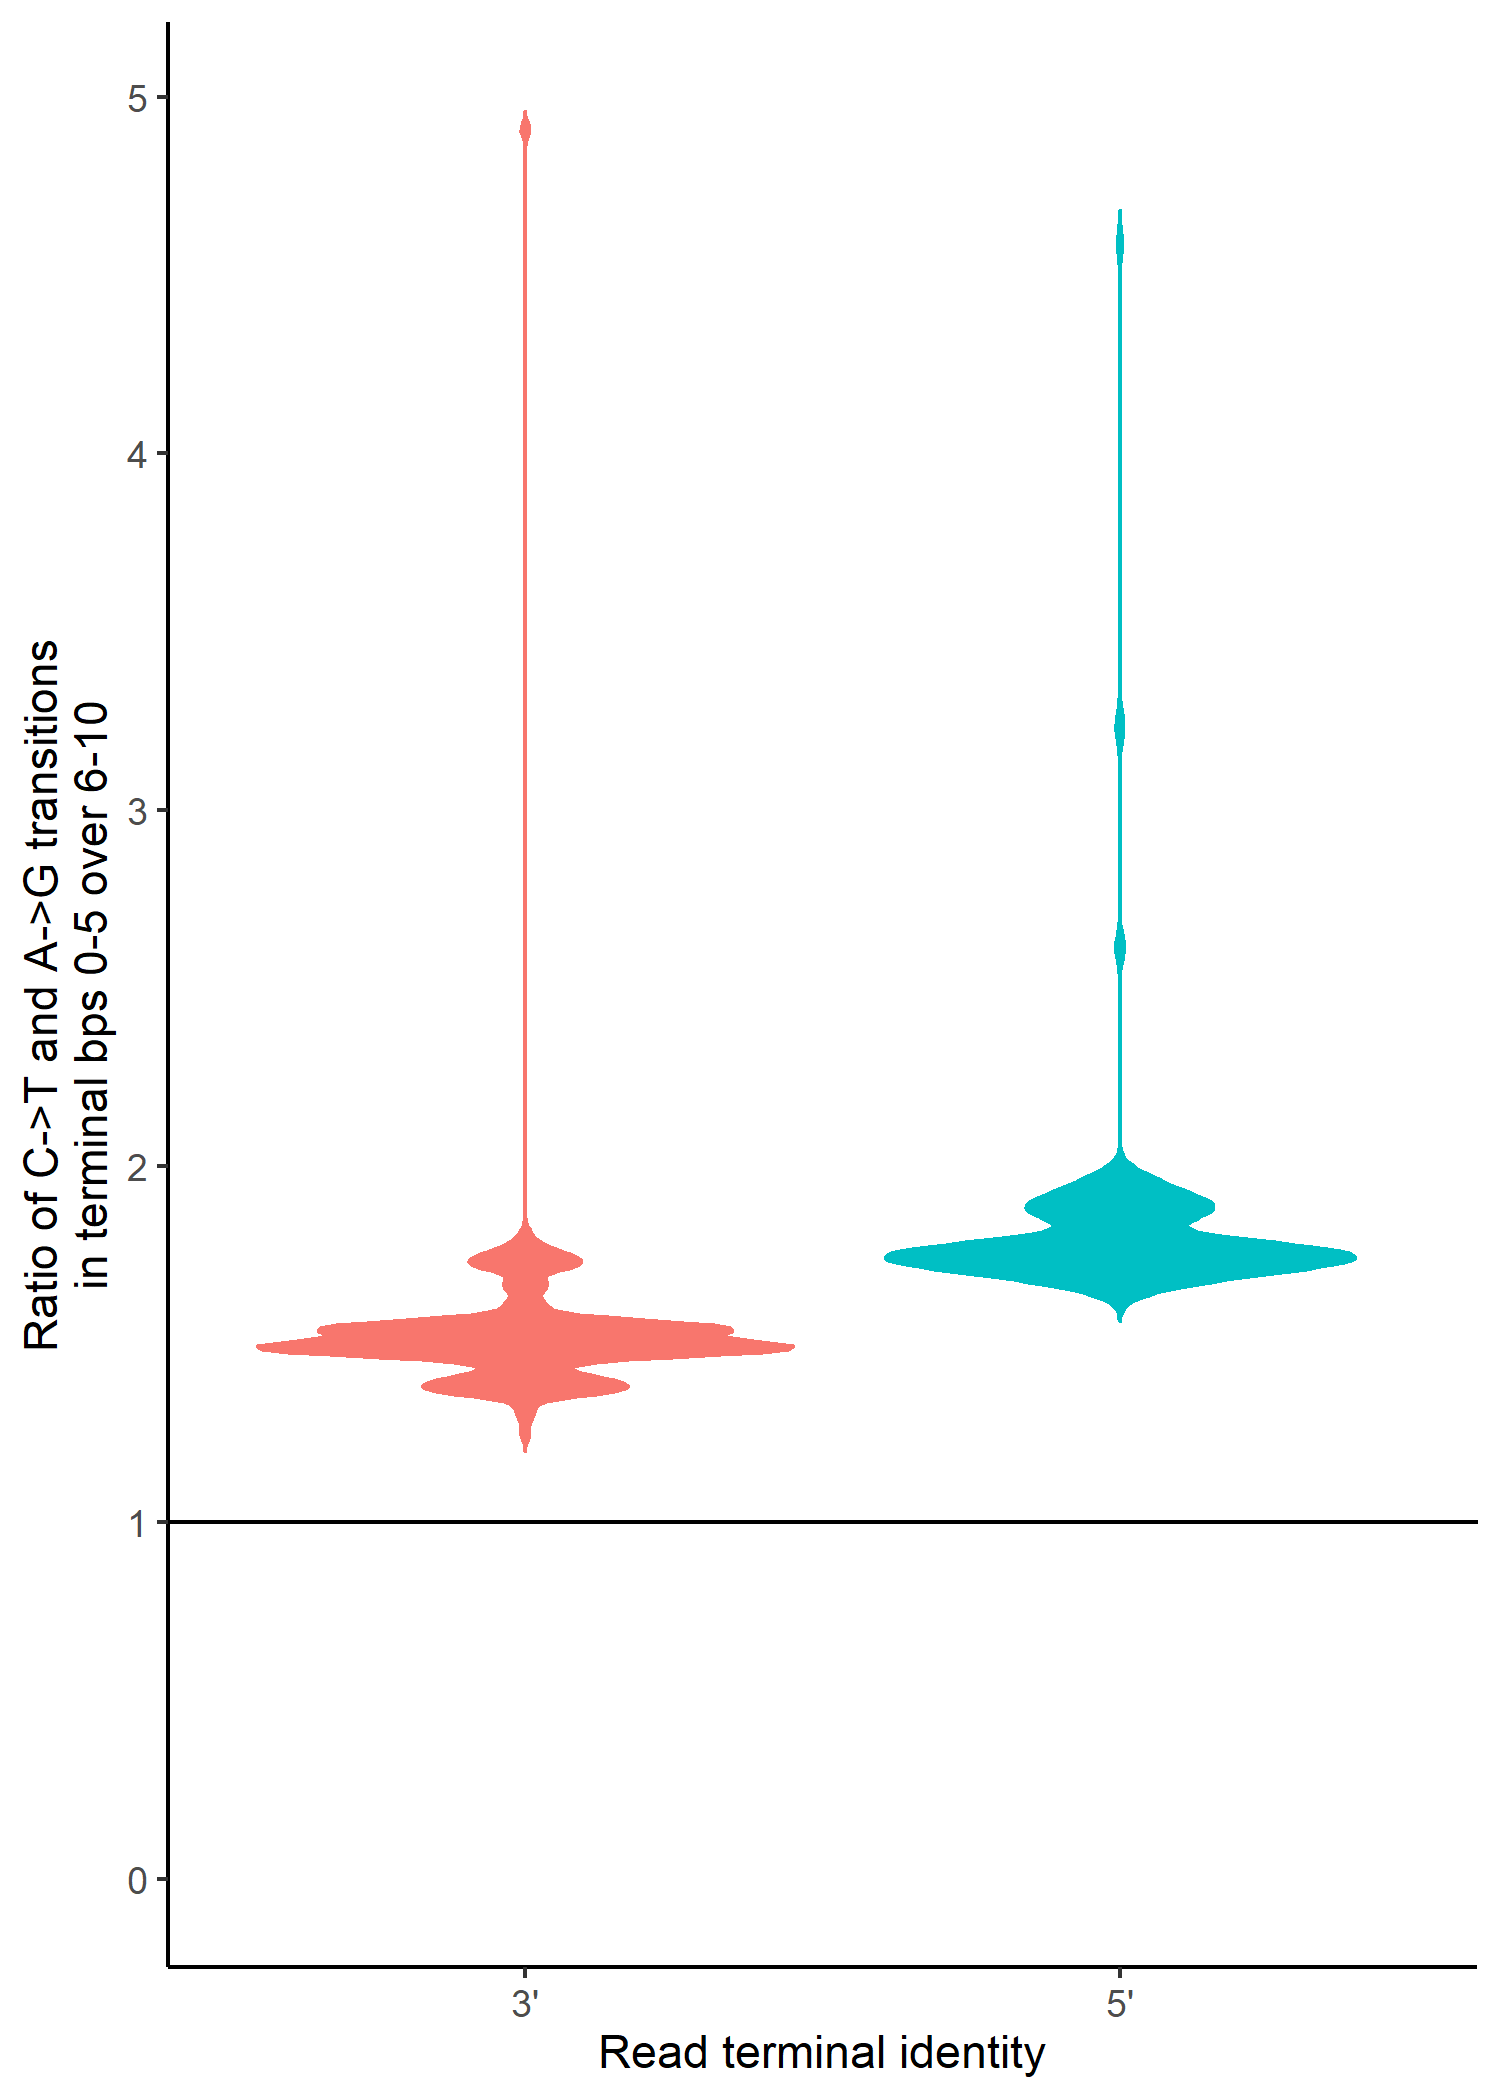 Ratio of C->T and A->G transitions
in terminal bps 0-5 over 6-10
5
4
3
2
1
0
3'
5'
Read terminal identity